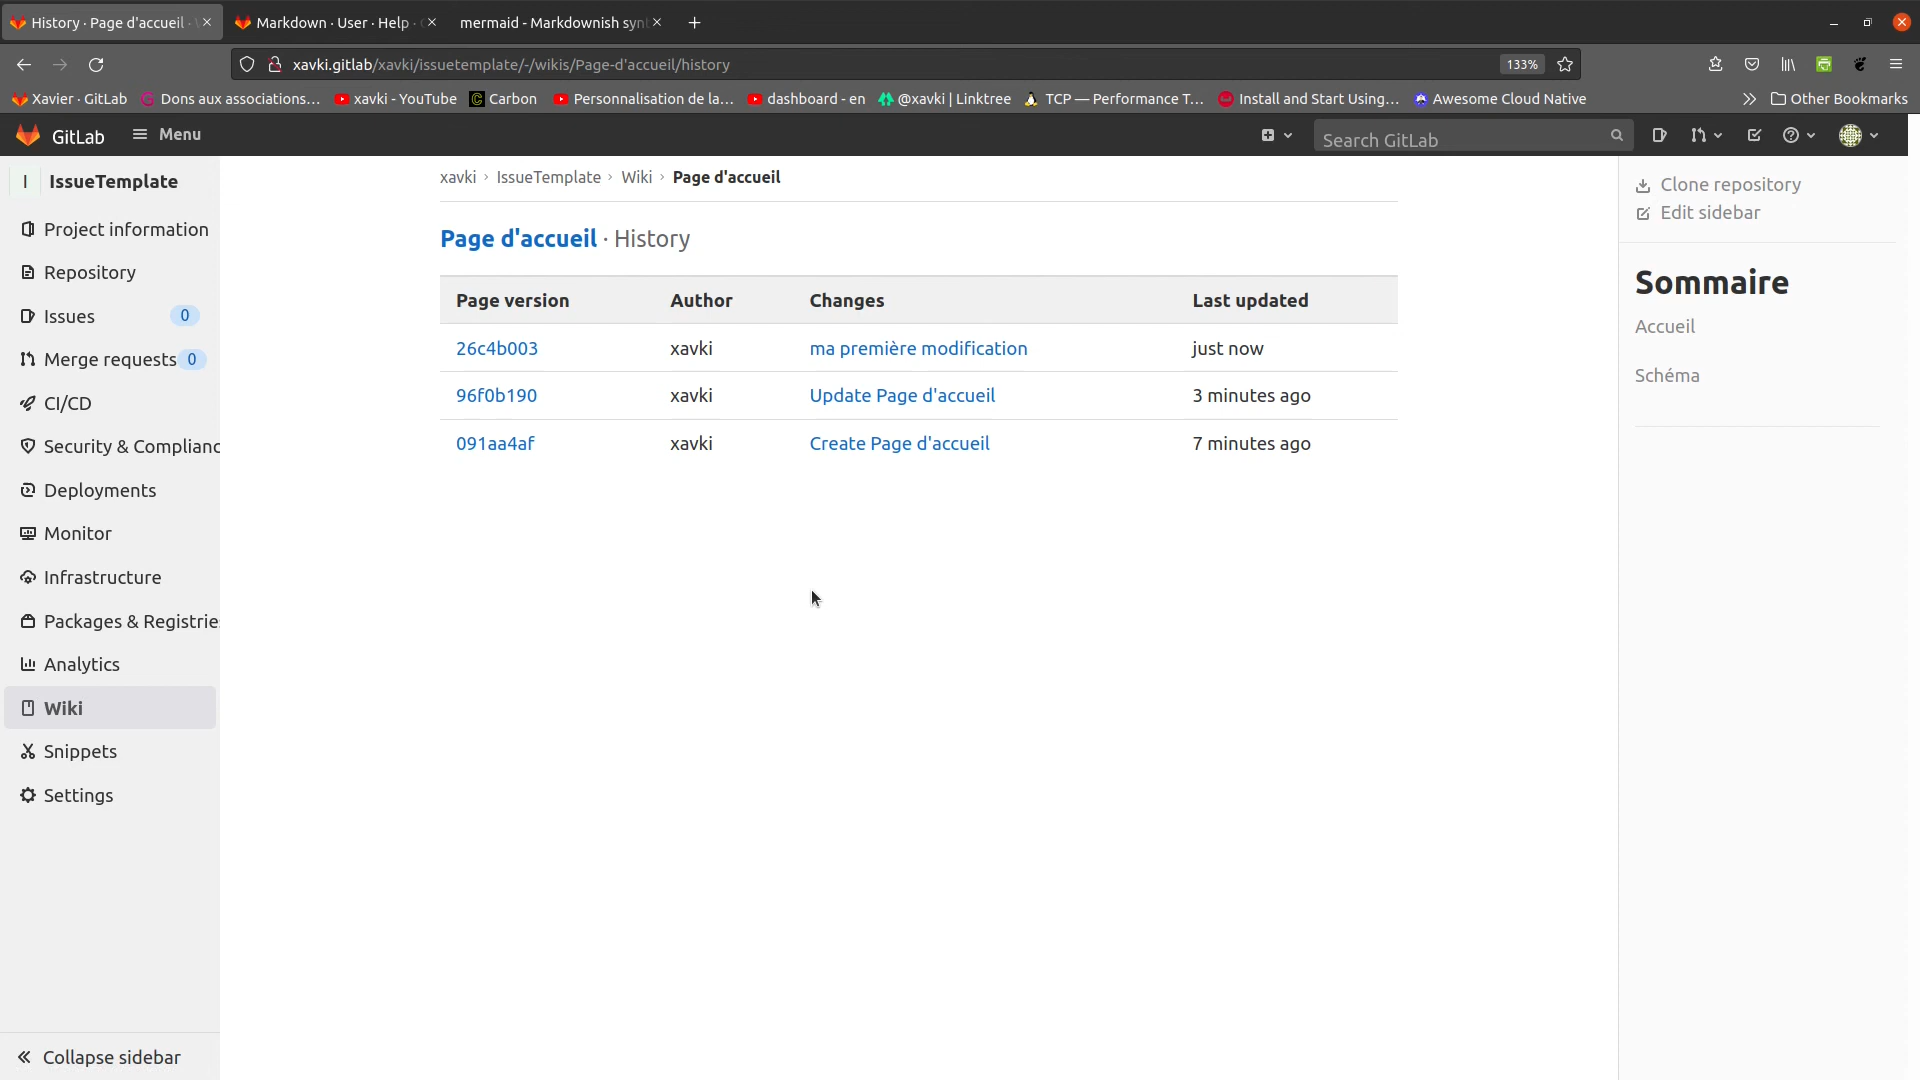 History · Page d'accueil ·
Markdown · User · Help ·
mermaid - Markdownish syn
xavki.gitlab/xavki/issuetemplate/-/wikis/Page-d'accueil/history
133%
Xavier · GitLab
Dons aux associations…
xavki - YouTube
Carbon
Personnalisation de la…
dashboard - en
@xavki | Linktree
TCP — Performance T…
Install and Start Using…
Awesome Cloud Native
Other Bookmarks
GitLab
Menu
Search GitLab
I IssueTemplate
Project information
Repository
Issues 0
Merge requests 0
CI/CD
Security & Complianc
Deployments
Monitor
Infrastructure
Packages & Registries
Analytics
Wiki
Snippets
Settings
Collapse sidebar
xavki › IssueTemplate › Wiki › Page d'accueil
Page d'accueil · History
Page version Author Changes Last updated
26c4b003 xavki ma première modification just now
96f0b190 xavki Update Page d'accueil 3 minutes ago
091aa4af xavki Create Page d'accueil 7 minutes ago
Clone repository
Edit sidebar
Sommaire
Accueil
Schéma